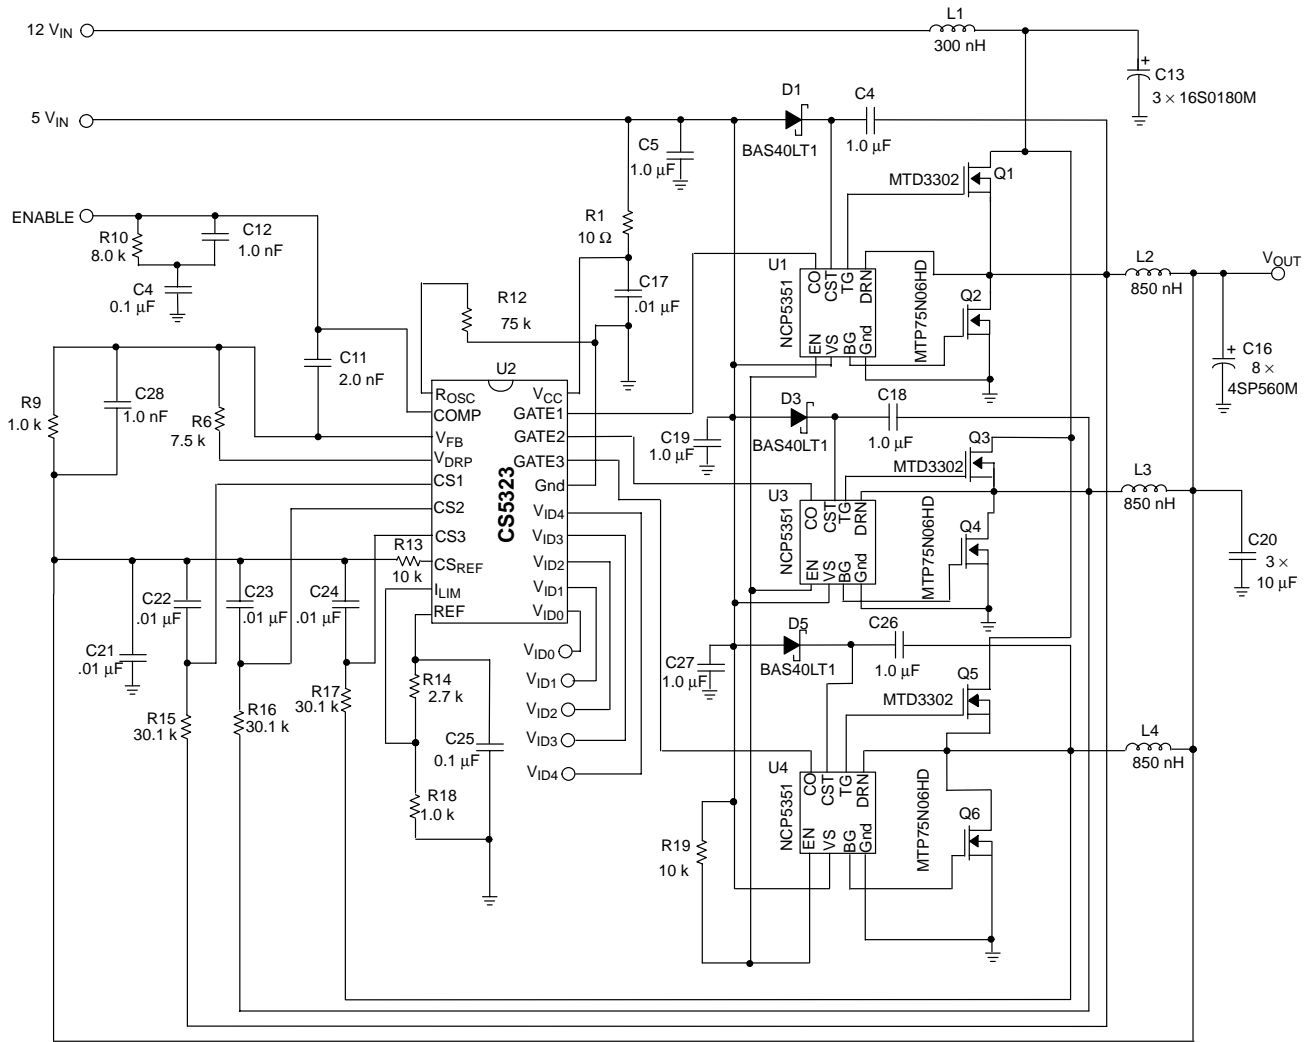 12 VIN
L1
300 nH
C13
3 × 16S0180M
5 VIN
D1
BAS40LT1
C4
1.0 µF
C5
1.0 µF
MTD3302
Q1
ENABLE
R10
8.0 k
C12
1.0 nF
C4
0.1 µF
R1
10 Ω
C17
.01 µF
R12
75 k
U1
NCP5351
CO
CST
TG
DRN
EN
VS
BG
Gnd
MTP75N06HD
Q2
L2
850 nH
VOUT
C16
8 ×
4SP560M
C11
2.0 nF
R9
1.0 k
C28
1.0 nF
R6
7.5 k
U2
CS5323
ROSC
COMP
VFB
VDRP
CS1
CS2
CS3
CSREF
ILIM
REF
VCC
GATE1
GATE2
GATE3
Gnd
VID4
VID3
VID2
VID1
VID0
C19
1.0 µF
D3
BAS40LT1
C18
1.0 µF
Q3
MTD3302
U3
NCP5351
CO
CST
TG
DRN
EN
VS
BG
Gnd
MTP75N06HD
Q4
L3
850 nH
C20
3 ×
10 µF
R13
10 k
C22
.01 µF
C23
.01 µF
C24
.01 µF
C21
.01 µF
R15
30.1 k
R16
30.1 k
R17
30.1 k
R14
2.7 k
C25
0.1 µF
R18
1.0 k
VID0
VID1
VID2
VID3
VID4
C27
1.0 µF
D5
BAS40LT1
C26
1.0 µF
Q5
MTD3302
U4
NCP5351
CO
CST
TG
DRN
EN
VS
BG
Gnd
MTP75N06HD
Q6
L4
850 nH
R19
10 k